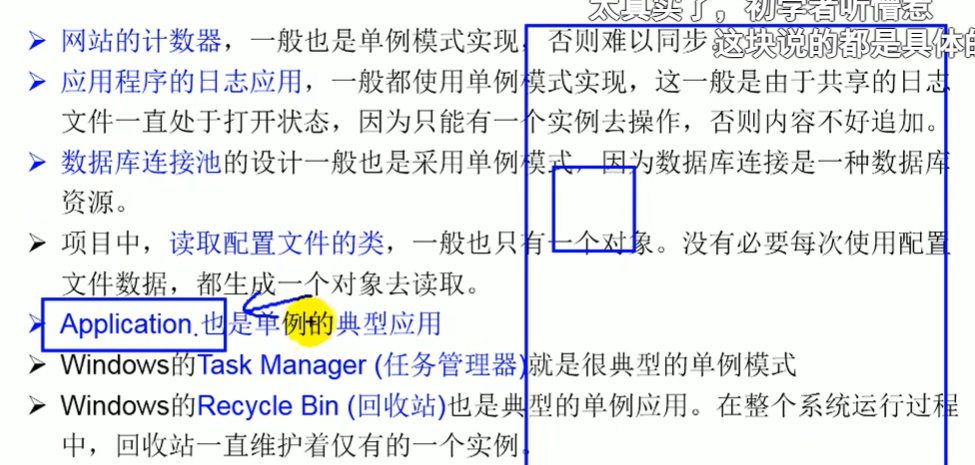 太真实了，初学者听懵惹
网站的计数器，一般也是单例模式实现，否则难以同步。
这块说的都是具体的
应用程序的日志应用，一般都使用单例模式实现，这一般是由于共享的日志
文件一直处于打开状态，因为只能有一个实例去操作，否则内容不好追加。
数据库连接池的设计一般也是采用单例模式，因为数据库连接是一种数据库
资源。
项目中，读取配置文件的类，一般也只有一个对象。没有必要每次使用配置
文件数据，都生成一个对象去读取。
Application 也是单例的典型应用
Windows的Task Manager (任务管理器)就是很典型的单例模式
Windows的Recycle Bin (回收站)也是典型的单例应用。在整个系统运行过程
中，回收站一直维护着仅有的一个实例。